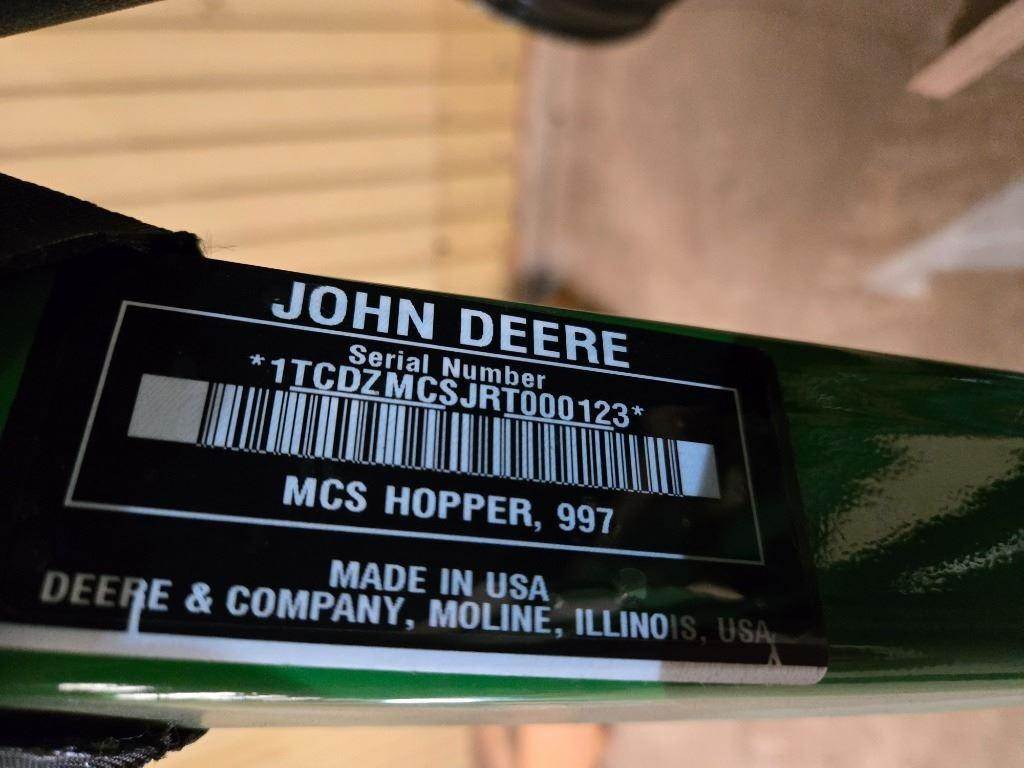 JOHN DEERE
Serial Number
*1TCDZMCSJRT000123*
MCS HOPPER, 997
MADE IN USA
DEERE & COMPANY, MOLINE, ILLINOIS, USA